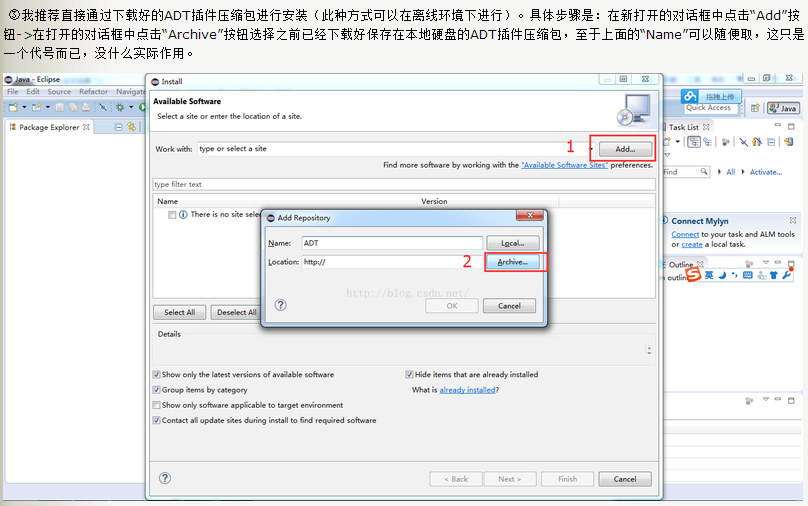 ⑤我推荐直接通过下载好的ADT插件压缩包进行安装（此种方式可以在离线环境下进行）。具体步骤是：在新打开的对话框中点击“Add”按
钮->在打开的对话框中点击“Archive”按钮选择之前已经下载好保存在本地硬盘的ADT插件压缩包，至于上面的“Name”可以随便取，这只是
一个代号而已，没什么实际作用。
Java - Eclipse
File Edit Source Refactor Navigate
Package Explorer
Install
Available Software
Select a site or enter the location of a site.
Work with: type or select a site
1
Add...
Find more software by working with the "Available Software Sites" preferences.
type filter text
Name Version
There is no site selec
Add Repository
Name: ADT
Local...
Location: http://
2
Archive...
http://blog.csdn.net/
OK
Cancel
Select All
Deselect All
Details
Show only the latest versions of available software
Hide items that are already installed
Group items by category
What is already installed?
Show only software applicable to target environment
Contact all update sites during install to find required software
< Back
Next >
Finish
Cancel
拖拽上传
Quick Access
Java
Task List
Find
All
Activate...
Connect Mylyn
Connect to your task and ALM tools
or create a local task.
Outline
n outline
英